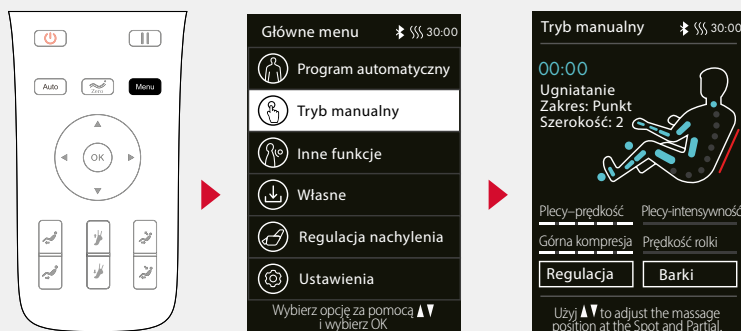 Auto
Zero
Menu
OK
Główne menu 30:00
Program automatyczny
Tryb manualny
Inne funkcje
Własne
Regulacja nachylenia
Ustawienia
Wybierz opcję za pomocą ▲▼
i wybierz OK
Tryb manualny 30:00
00:00
Ugniatanie
Zakres: Punkt
Szerokość: 2
Plecy–prędkość Plecy-intensywność
Górna kompresja Prędkość rolki
Regulacja Barki
Użyj ▲▼ to adjust the massage
position at the Spot and Partial.